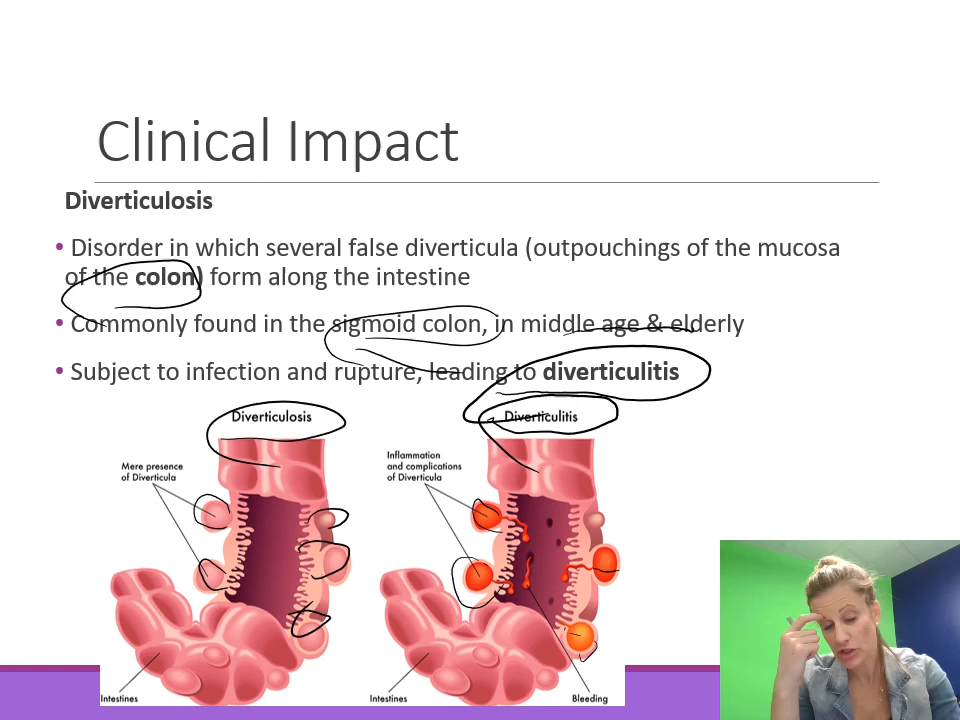 Clinical Impact
Diverticulosis
• Disorder in which several false diverticula (outpouchings of the mucosa
of the colon) form along the intestine
• Commonly found in the sigmoid colon, in middle age & elderly
• Subject to infection and rupture, leading to diverticulitis
Diverticulosis
Mere presence
of Diverticula
Intestines
Diverticulitis
Inflammation
and complications
of Diverticula
Intestines
Bleeding